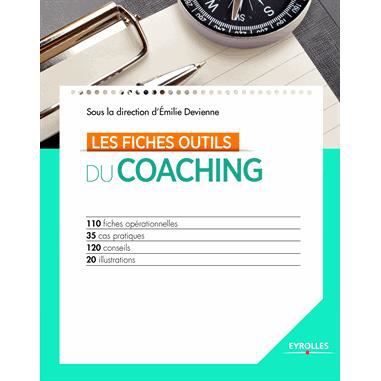 Sous la direction d'Émilie Devienne
LES FICHES OUTILS
DU COACHING
110 fiches opérationnelles
35 cas pratiques
120 conseils
20 illustrations
EYROLLES